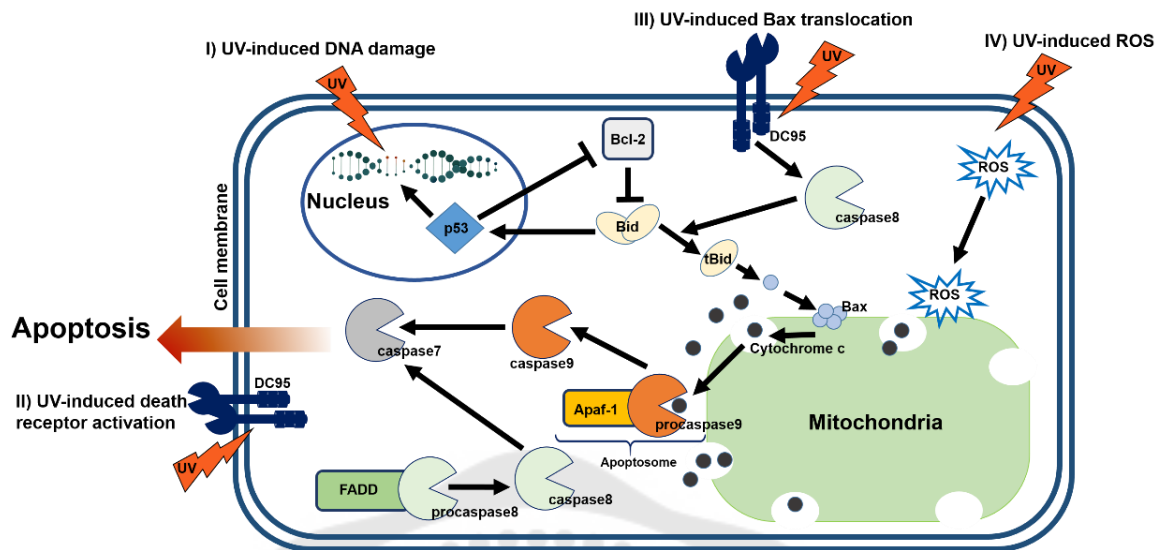 III) UV-induced Bax translocation
I) UV-induced DNA damage
IV) UV-induced ROS
UV
UV
UV
DC95
Bcl-2
ROS
Nucleus
caspase8
p53
Bid
Cell membrane
tBid
ROS
Bax
Apoptosis
Cytochrome c
caspase7
caspase9
DC95
II) UV-induced death
receptor activation
Apaf-1
procaspase9
Mitochondria
Apoptosome
UV
FADD
procaspase8
caspase8